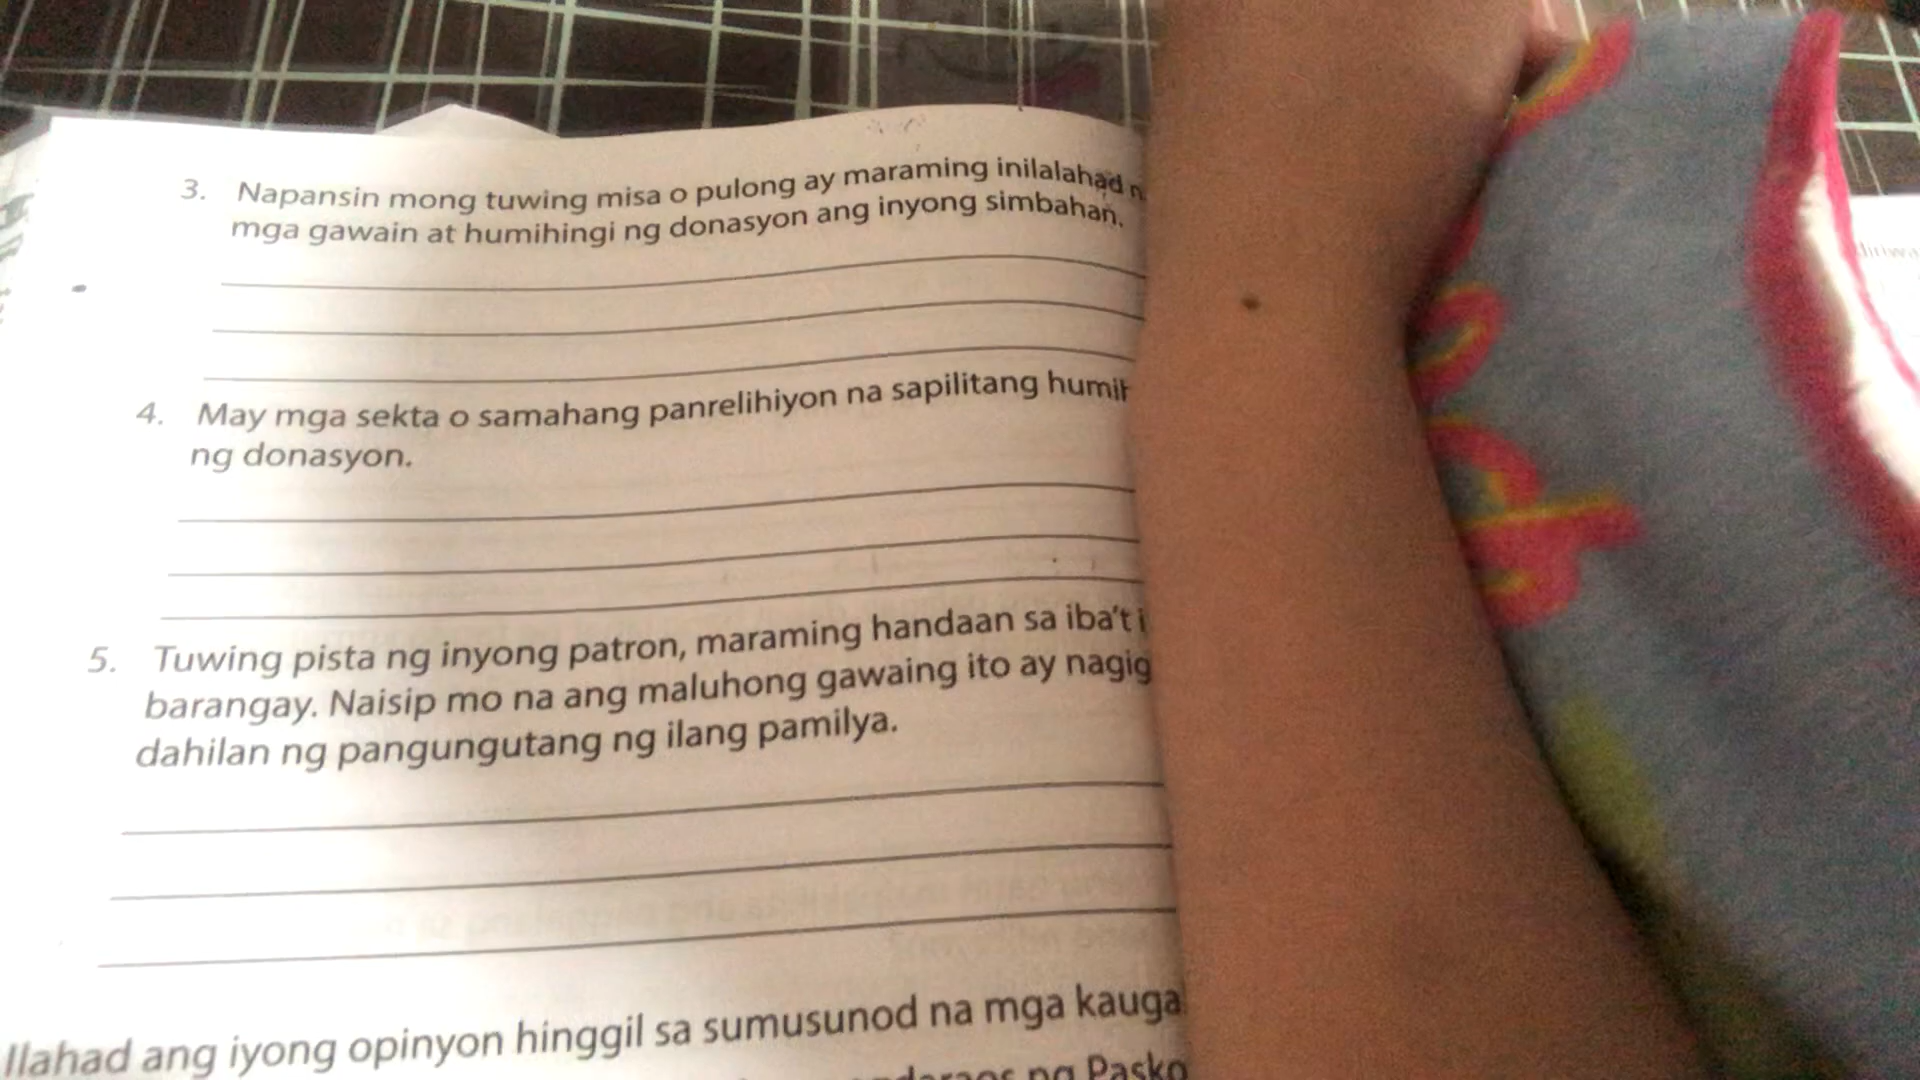 3. Napansin mong tuwing misa o pulong ay maraming inilalahad
mga gawain at humihingi ng donasyon ang inyong simbahan.
4. May mga sekta o samahang panrelihiyon na sapilitang
ng donasyon.
5. Tuwing pista ng inyong patron, maraming handaan sa iba't
barangay. Naisip mo na ang maluhong gawaing ito ay
dahilan ng pangungutang ng ilang pamilya.
Ilahad ang iyong opinyon hinggil sa sumusunod na mga
ng Pasko